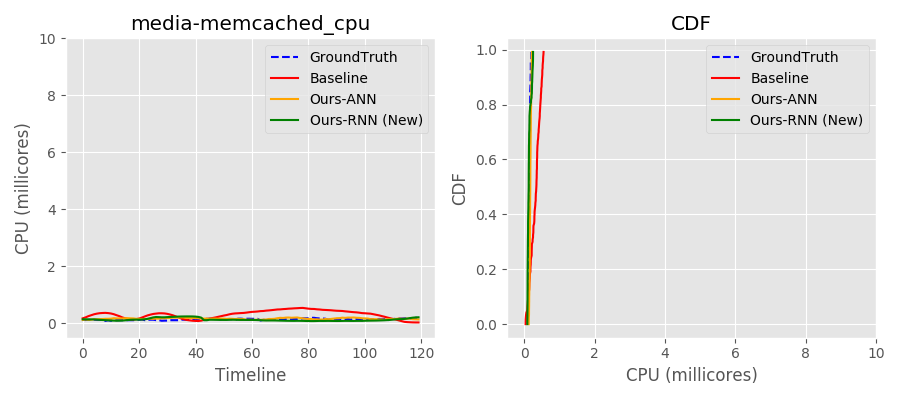 media-memcached_cpu
CPU (millicores)
10
8
6
4
2
0
0
20
40
60
80
100
120
Timeline
GroundTruth
Baseline
Ours-ANN
Ours-RNN (New)
CDF
CDF
1.0
0.8
0.6
0.4
0.2
0.0
0
2
4
6
8
10
CPU (millicores)
GroundTruth
Baseline
Ours-ANN
Ours-RNN (New)